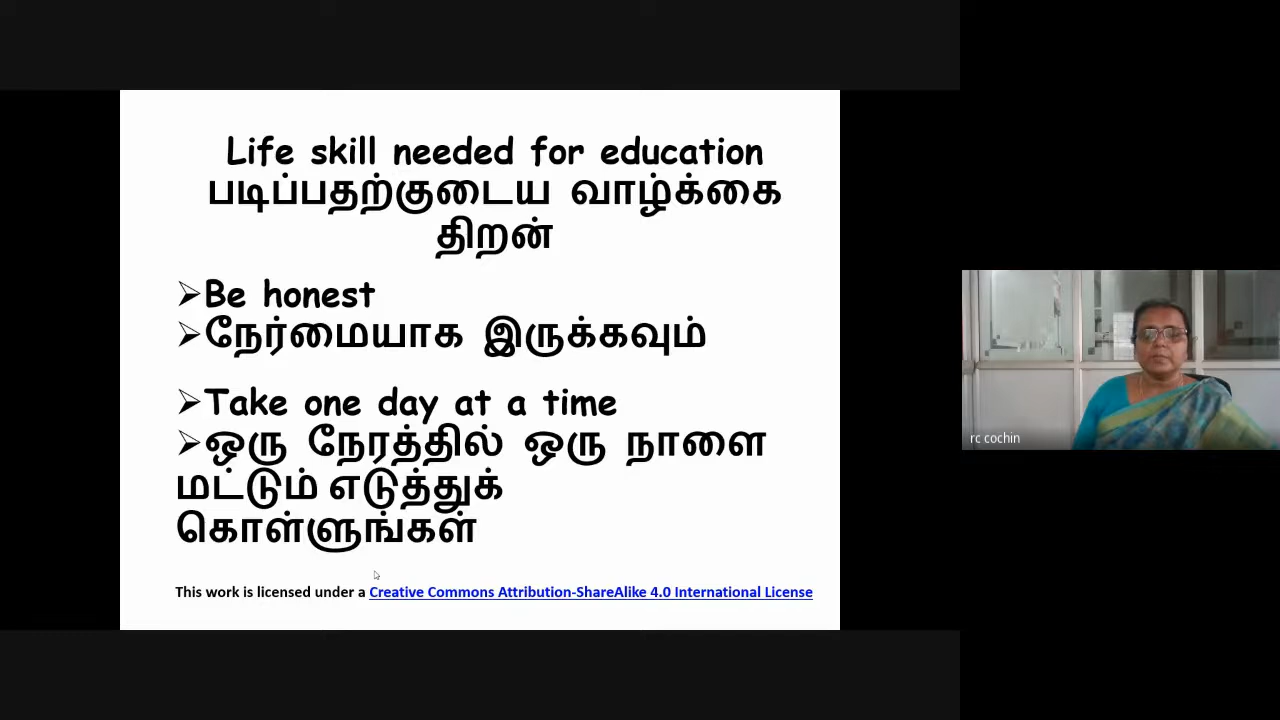 Life skill needed for education
படிப்பதற்குடைய வாழ்க்கை
திறன்
➢Be honest
➢நேர்மையாக இருக்கவும்
➢Take one day at a time
➢ஒரு நேரத்தில் ஒரு நாளை
மட்டும் எடுத்துக்
கொள்ளுங்கள்
This work is licensed under a Creative Commons Attribution-ShareAlike 4.0 International License
rc cochin